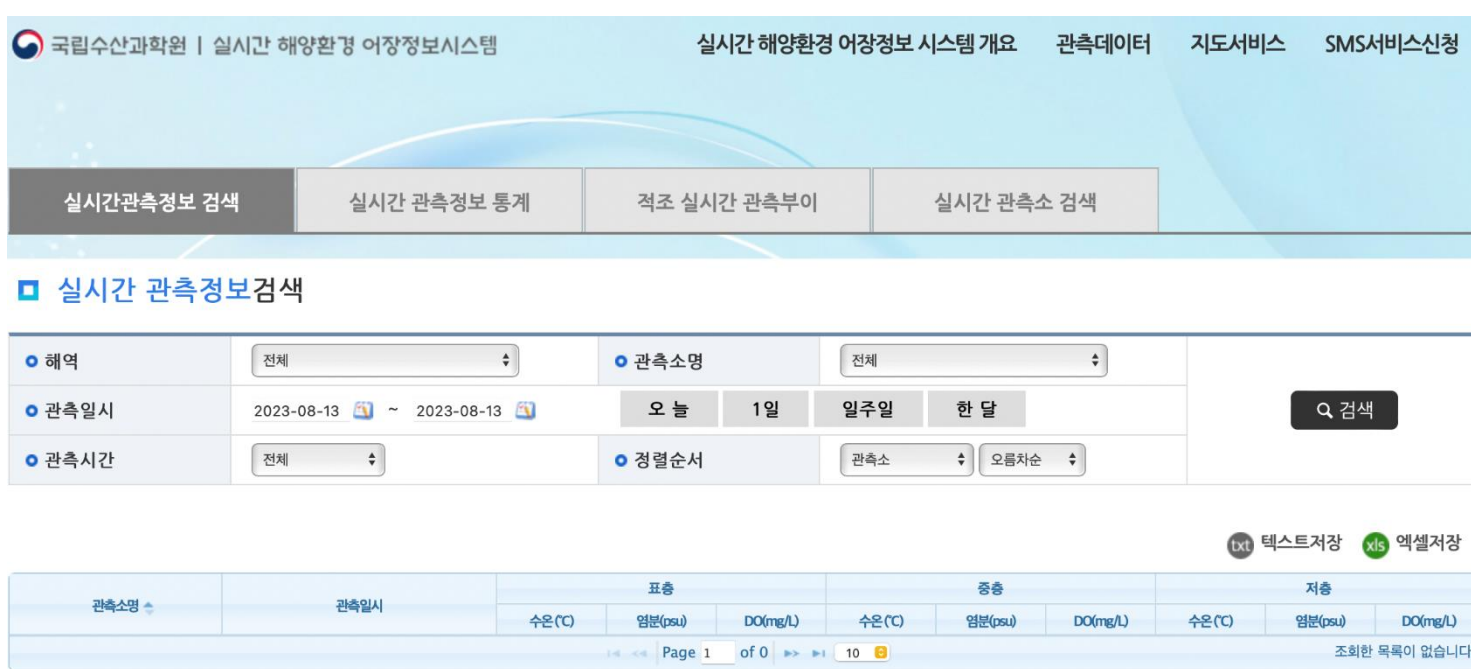 국립수산과학원 | 실시간 해양환경 어장정보시스템
실시간 해양환경 어장정보 시스템 개요 관측데이터 지도서비스 SMS서비스신청
실시간관측정보 검색 실시간 관측정보 통계 적조 실시간 관측부이 실시간 관측소 검색
실시간 관측정보검색
해역 전체 관측소명 전체
관측일시 2023-08-13 ~ 2023-08-13 오 늘 1일 일주일 한 달 검색
관측시간 전체 정렬순서 관측소 오름차순
txt 텍스트저장 xls 엑셀저장
관측소명 관측일시 표층 중층 저층
수온(℃) 염분(psu) DO(mg/L) 수온(℃) 염분(psu) DO(mg/L) 수온(℃) 염분(psu) DO(mg/L)
Page 1 of 0 10 조회한 목록이 없습니다